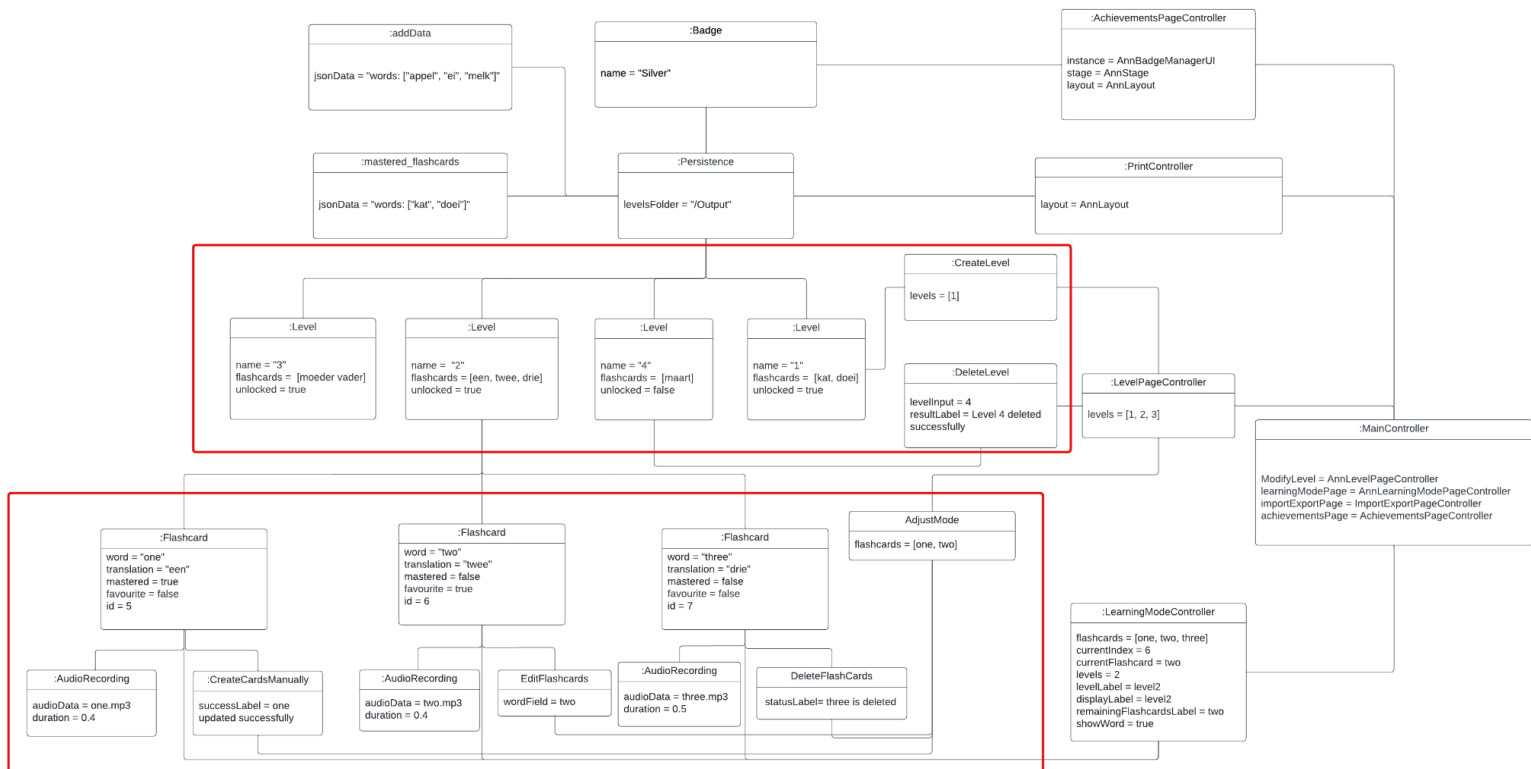 :addData
jsonData = "words: ["appel", "ei", "melk"]"
:Badge
name = "Silver"
:AchievementsPageController
instance = AnnBadgeManagerUI
stage = AnnStage
layout = AnnLayout
:mastered_flashcards
jsonData = "words: ["kat", "doei"]"
:Persistence
levelsFolder = "/Output"
:PrintController
layout = AnnLayout
:Level
name = "3"
flashcards =  [moeder vader]
unlocked = true
:Level
name =  "2"
flashcards = [een, twee, drie]
unlocked = true
:Level
name = "4"
flashcards = [maart]
unlocked = false
:Level
name = "1"
flashcards =  [kat, doei]
unlocked = true
:CreateLevel
levels = [1]
:DeleteLevel
levelInput = 4
resultLabel = Level 4 deleted
successfully
:LevelPageController
levels = [1, 2, 3]
:MainController
ModifyLevel = AnnLevelPageController
learningModePage = AnnLearningModePageController
importExportPage = ImportExportPageController
achievementsPage = AchievementsPageController
:Flashcard
word = "one"
translation = "een"
mastered = true
favourite = false
id = 5
:Flashcard
word = "two"
translation = "twee"
mastered = false
favourite = true
id = 6
:Flashcard
word = "three"
translation = "drie"
mastered = false
favourite = false
id = 7
AdjustMode
flashcards = [one, two]
:AudioRecording
audioData = one.mp3
duration = 0.4
:CreateCardsManually
successLabel = one
updated successfully
:AudioRecording
audioData = two.mp3
duration = 0.4
EditFlashcards
wordField = two
:AudioRecording
audioData = three.mp3
duration = 0.5
DeleteFlashCards
statusLabel= three is deleted
:LearningModeController
flashcards = [one, two, three]
currentIndex = 6
currentFlashcard = two
levels = 2
levelLabel = level2
displayLabel = level2
remainingFlashcardsLabel = two
showWord = true